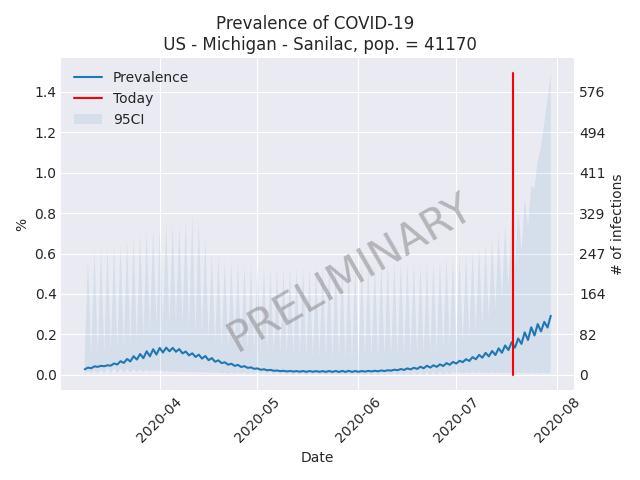 Prevalence of COVID-19
US - Michigan - Sanilac, pop. = 41170
Prevalence
Today
95CI
1.4
1.2
1.0
0.8
0.6
0.4
0.2
0.0
%
576
494
411
329
247
164
82
0
# of infections
PRELIMINARY
2020-04
2020-05
2020-06
2020-07
2020-08
Date